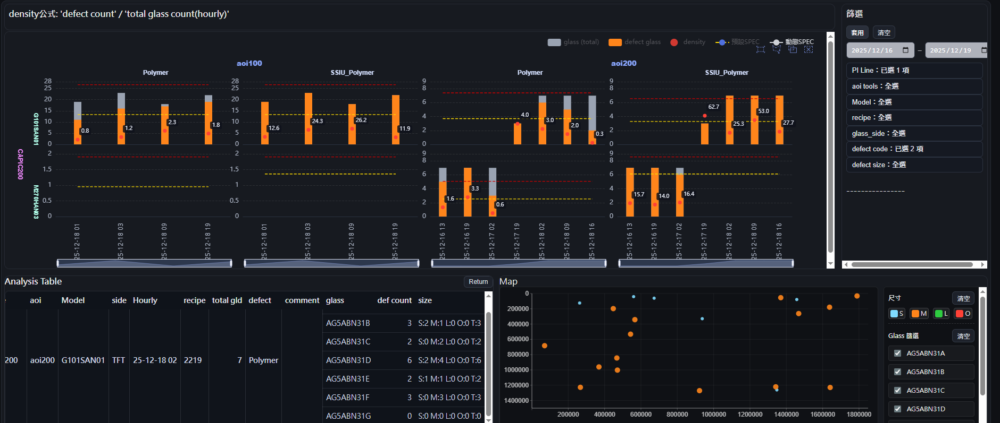 density公式: 'defect count' / 'total glass count(hourly)'
glass (total) defect glass density 預設SPEC 動態SPEC
aoi100 aoi200
Polymer SSIU_Polymer Polymer SSIU_Polymer
CAPIC200
G101SAN01
28
25
20
15
10
5
0
0.8 1.2 2.3 1.8
28
25
20
15
10
5
0
12.6 24.3 26.2 11.9
9
8
6
4
2
0
4.0 3.0 2.0 0.3
9
8
6
4
2
0
62.7 25.3 53.0 27.7
M270HAN03
2
1.5
1
0.5
0
2
1.5
1
0.5
0
9
8
6
4
2
0
1.6 3.3 0.6
9
8
6
4
2
0
15.7 14.0 16.4
25-12-18 01 25-12-18 03 25-12-18 09 25-12-18 19
25-12-18 01 25-12-18 03 25-12-18 09 25-12-18 19
25-12-16 13 25-12-16 19 25-12-17 02 25-12-17 19 25-12-18 02 25-12-18 09 25-12-18 16
25-12-16 13 25-12-16 19 25-12-17 02 25-12-17 19 25-12-18 02 25-12-18 09 25-12-18 16
篩選
套用 清空
2025/12/16 – 2025/12/19
PI Line：已選 1 項
aoi tools：全選
Model：全選
recipe：全選
glass_side：全選
defect code：已選 2 項
defect size：全選
----------------
Analysis Table Return
aoi Model side Hourly recipe total gld defect comment glass def count size
200 aoi200 G101SAN01 TFT 25-12-18 02 2219 7 Polymer
AG5ABN31B 3 S:2 M:1 L:0 O:0 T:3
AG5ABN31C 2 S:0 M:2 L:0 O:0 T:2
AG5ABN31D 6 S:2 M:4 L:0 O:0 T:6
AG5ABN31E 2 S:1 M:1 L:0 O:0 T:2
AG5ABN31F 3 S:0 M:3 L:0 O:0 T:3
AG5ABN31G 0 S:0 M:0 L:0 O:0 T:0
Map
0
200000
400000
600000
800000
1000000
1200000
1400000
200000 400000 600000 800000 1000000 1200000 1400000 1600000 1800000
尺寸 清空
S M L O
Glass 篩選 清空
AG5ABN31A
AG5ABN31B
AG5ABN31C
AG5ABN31D